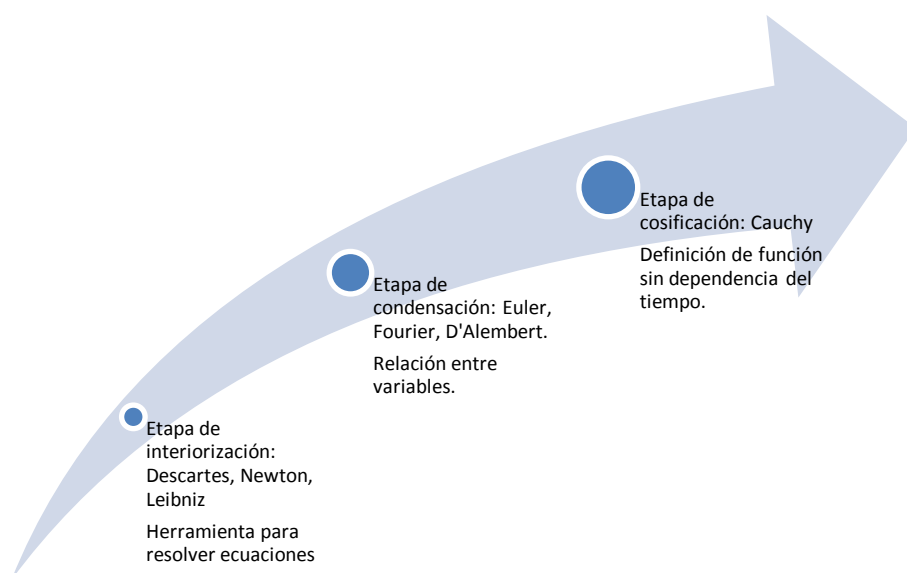 Etapa de
cosificación: Cauchy
Definición de función
sin dependencia del
tiempo.
Etapa de
condensación: Euler,
Fourier, D'Alembert.
Relación entre
variables.
Etapa de
interiorización:
Descartes, Newton,
Leibniz
Herramienta para
resolver ecuaciones